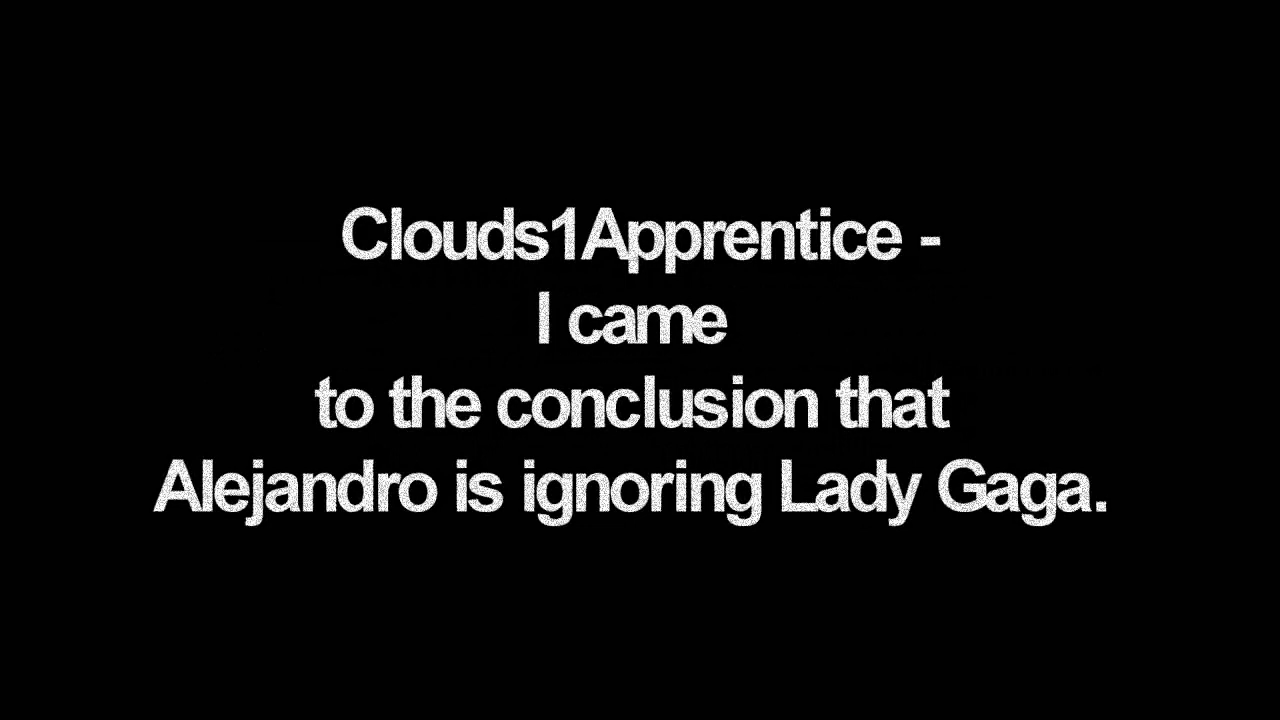 Clouds1Apprentice -
I came
to the conclusion that
Alejandro is ignoring Lady Gaga.